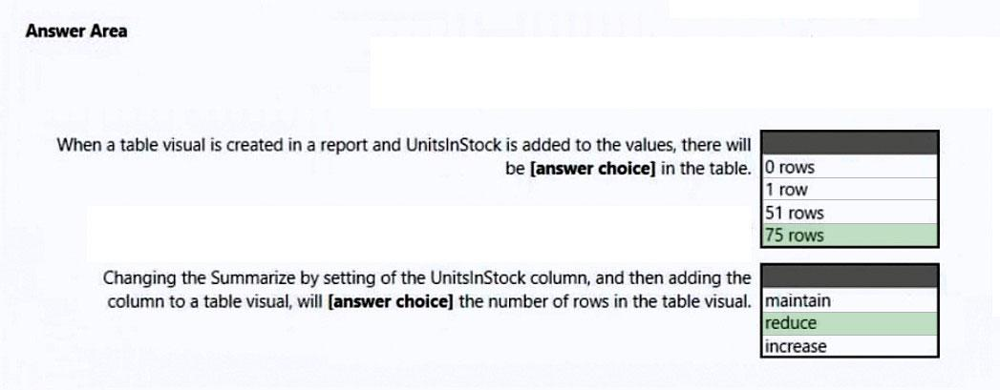 Answer Area
When a table visual is created in a report and UnitsInStock is added to the values, there will
be [answer choice] in the table.
0 rows
1 row
51 rows
75 rows
Changing the Summarize by setting of the UnitsInStock column, and then adding the
column to a table visual, will [answer choice] the number of rows in the table visual.
maintain
reduce
increase